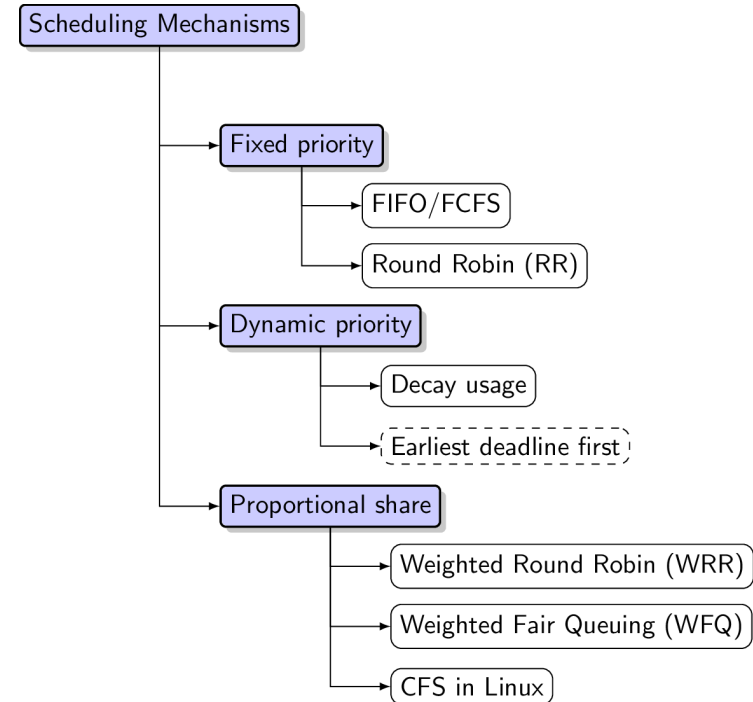 Scheduling Mechanisms
Fixed priority
FIFO/FCFS
Round Robin (RR)
Dynamic priority
Decay usage
Earliest deadline first
Proportional share
Weighted Round Robin (WRR)
Weighted Fair Queuing (WFQ)
CFS in Linux